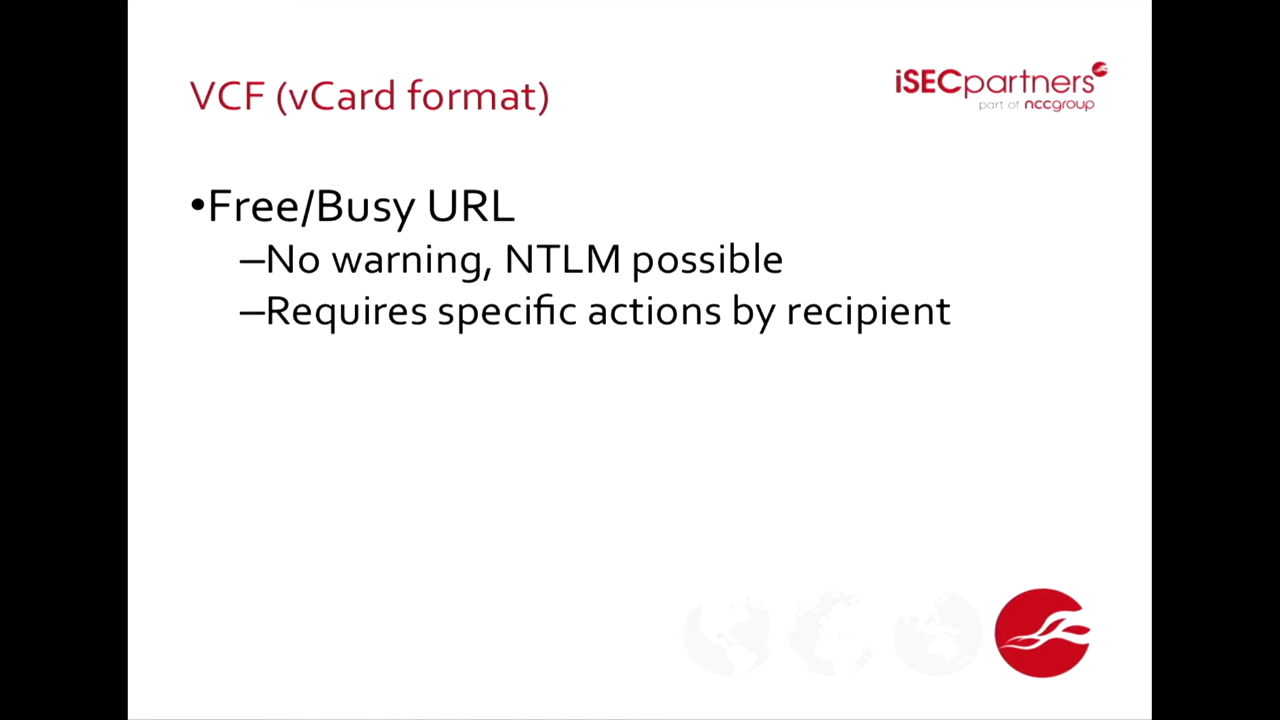 VCF (vCard format)
iSECpartners
part of nccgroup
•Free/Busy URL
–No warning, NTLM possible
–Requires specific actions by recipient